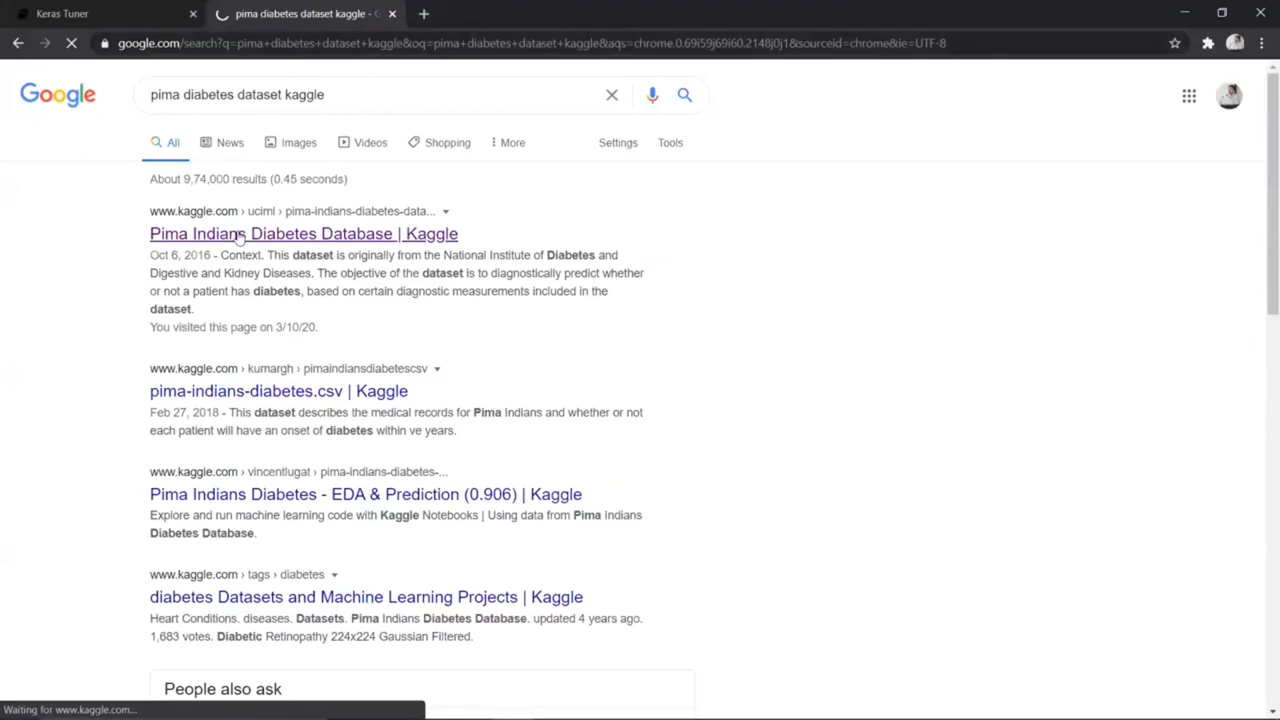 Keras Tuner
pima diabetes dataset kaggle - G
google.com/search?q=pima+diabetes+dataset+kaggle&oq=pima+diabetes+dataset+kaggle&aqs=chrome.0.69i59j69i60.2148j0j1&sourceid=chrome&ie=UTF-8
Google
pima diabetes dataset kaggle
All News Images Videos Shopping More Settings Tools
About 9,74,000 results (0.45 seconds)
www.kaggle.com › uciml › pima-indians-diabetes-data...
Pima Indians Diabetes Database | Kaggle
Oct 6, 2016 - Context. This dataset is originally from the National Institute of Diabetes and
Digestive and Kidney Diseases. The objective of the dataset is to diagnostically predict whether
or not a patient has diabetes, based on certain diagnostic measurements included in the
dataset.
You visited this page on 3/10/20.
www.kaggle.com › kumargh › pimaindiansdiabetescsv
pima-indians-diabetes.csv | Kaggle
Feb 27, 2018 - This dataset describes the medical records for Pima Indians and whether or not
each patient will have an onset of diabetes within ve years.
www.kaggle.com › vincentlugat › pima-indians-diabetes-...
Pima Indians Diabetes - EDA & Prediction (0.906) | Kaggle
Explore and run machine learning code with Kaggle Notebooks | Using data from Pima Indians
Diabetes Database.
www.kaggle.com › tags › diabetes
diabetes Datasets and Machine Learning Projects | Kaggle
Heart Conditions. diseases. Datasets. Pima Indians Diabetes Database. updated 4 years ago.
1,683 votes. Diabetic Retinopathy 224x224 Gaussian Filtered.
People also ask
Waiting for www.kaggle.com...